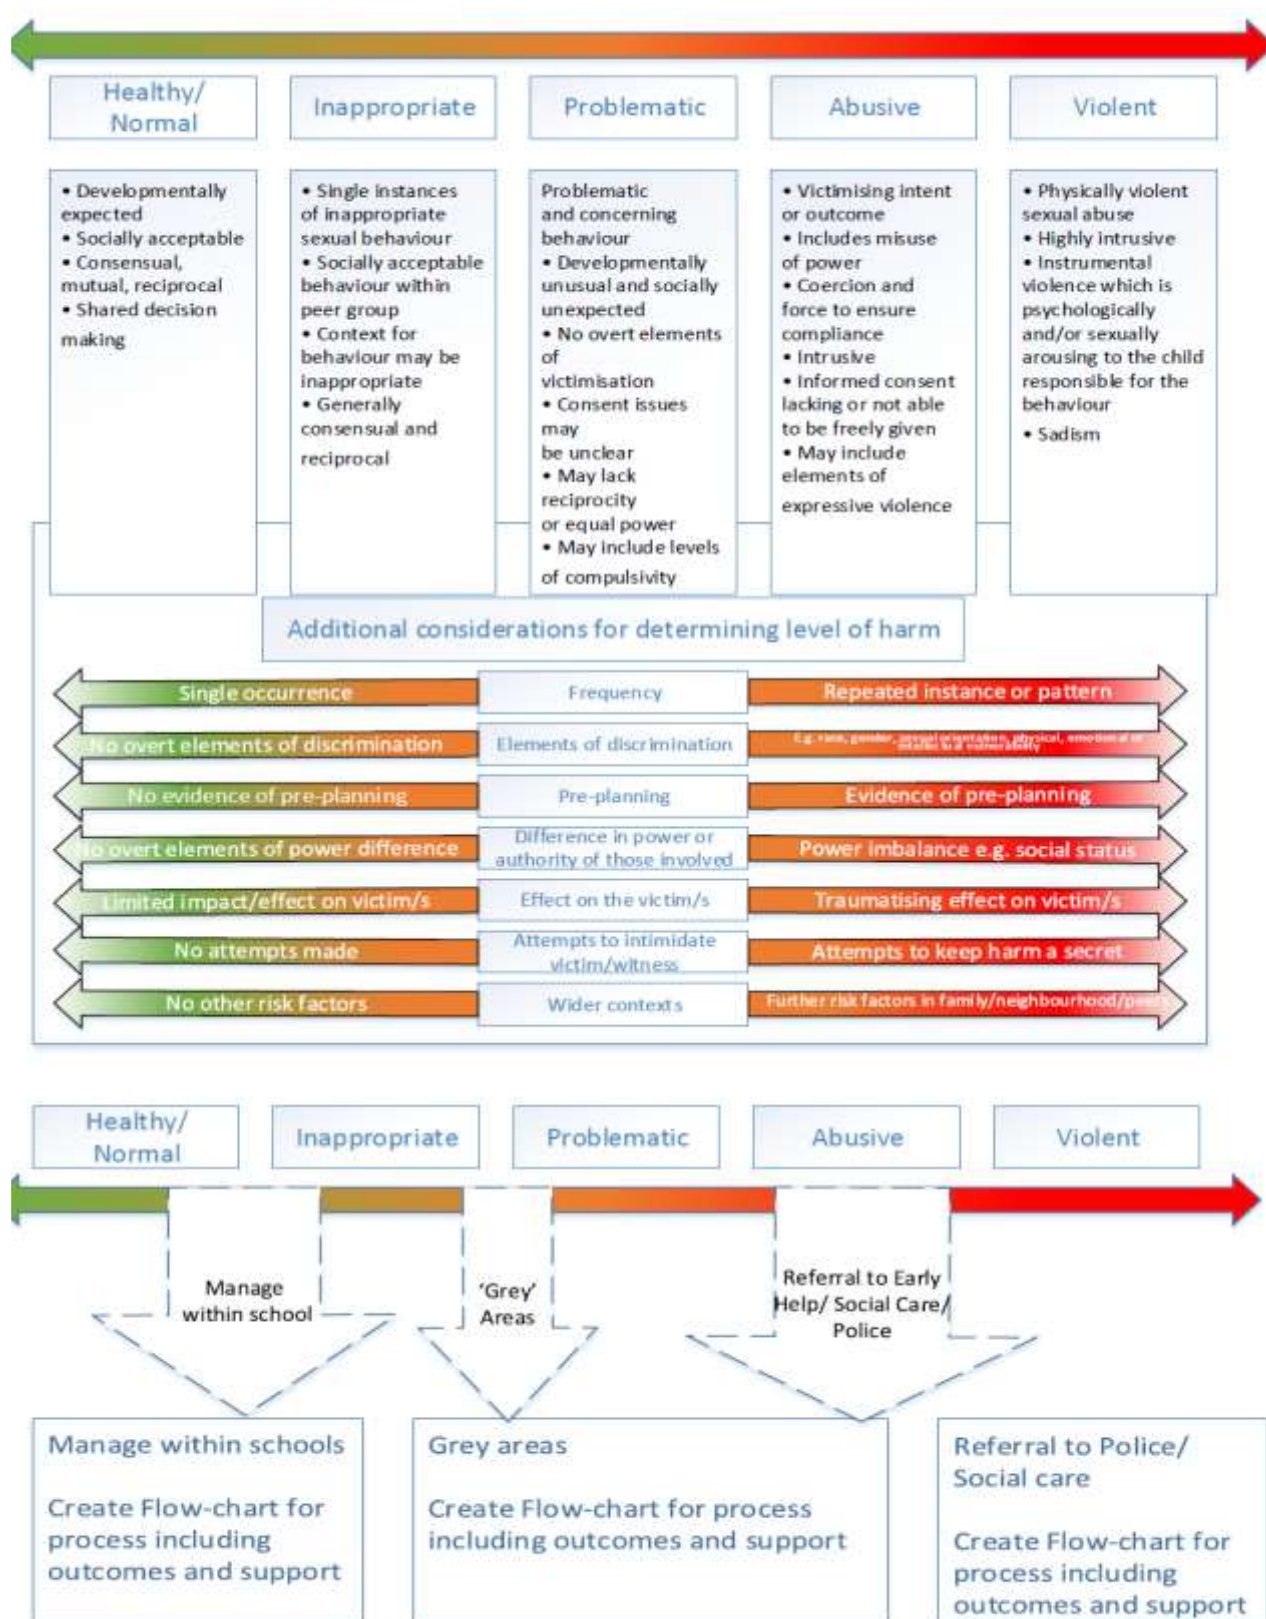 Healthy/
Normal
Inappropriate
Problematic
Abusive
Violent
• Developmentally
expected
• Socially acceptable
• Consensual,
mutual, reciprocal
• Shared decision
making
• Single instances
of inappropriate
sexual behaviour
• Socially acceptable
behaviour within
peer group
• Context for
behaviour may be
inappropriate
• Generally
consensual and
reciprocal
Problematic
and concerning
behaviour
• Developmentally
unusual and socially
unexpected
• No overt elements
of
victimisation
• Consent issues
may
be unclear
• May lack
reciprocity
or equal power
• May include levels
of compulsivity
• Victimising intent
or outcome
• Includes misuse
of power
• Coercion and
force to ensure
compliance
• Intrusive
• Informed consent
lacking or not able
to be freely given
• May include
elements of
expressive violence
• Physically violent
sexual abuse
• Highly intrusive
• Instrumental
violence which is
psychologically
and/or sexually
arousing to the child
responsible for the
behaviour
• Sadism
Additional considerations for determining level of harm
Single occurrence
Frequency
Repeated instance or pattern
No overt elements of discrimination
Elements of discrimination
E.g. race, gender, sexual orientation, physical, emotional or
intellectual vulnerability
No evidence of pre-planning
Pre-planning
Evidence of pre-planning
No overt elements of power difference
Difference in power or
authority of those involved
Power imbalance e.g. social status
Limited impact/effect on victim/s
Effect on the victim/s
Traumatising effect on victim/s
No attempts made
Attempts to intimidate
victim/witness
Attempts to keep harm a secret
No other risk factors
Wider contexts
Further risk factors in family/neighbourhood/peers
Healthy/
Normal
Inappropriate
Problematic
Abusive
Violent
Manage
within school
‘Grey’
Areas
Referral to Early
Help/ Social Care/
Police
Manage within schools
Create Flow-chart for
process including
outcomes and support
Grey areas
Create Flow-chart for process
including outcomes and support
Referral to Police/
Social care
Create Flow-chart for
process including
outcomes and support